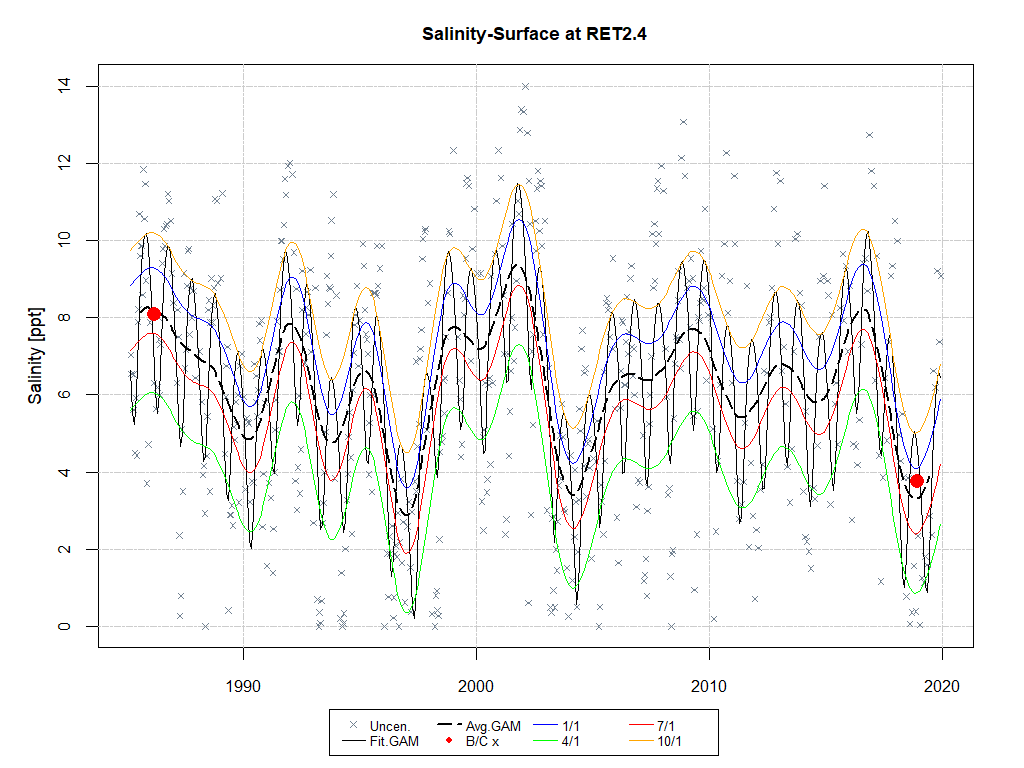 Salinity-Surface at RET2.4
Salinity [ppt]
14
12
10
8
6
4
2
0
1990 2000 2010 2020
Uncen. Avg.GAM 1/1 7/1
Fit.GAM B/C x 4/1 10/1